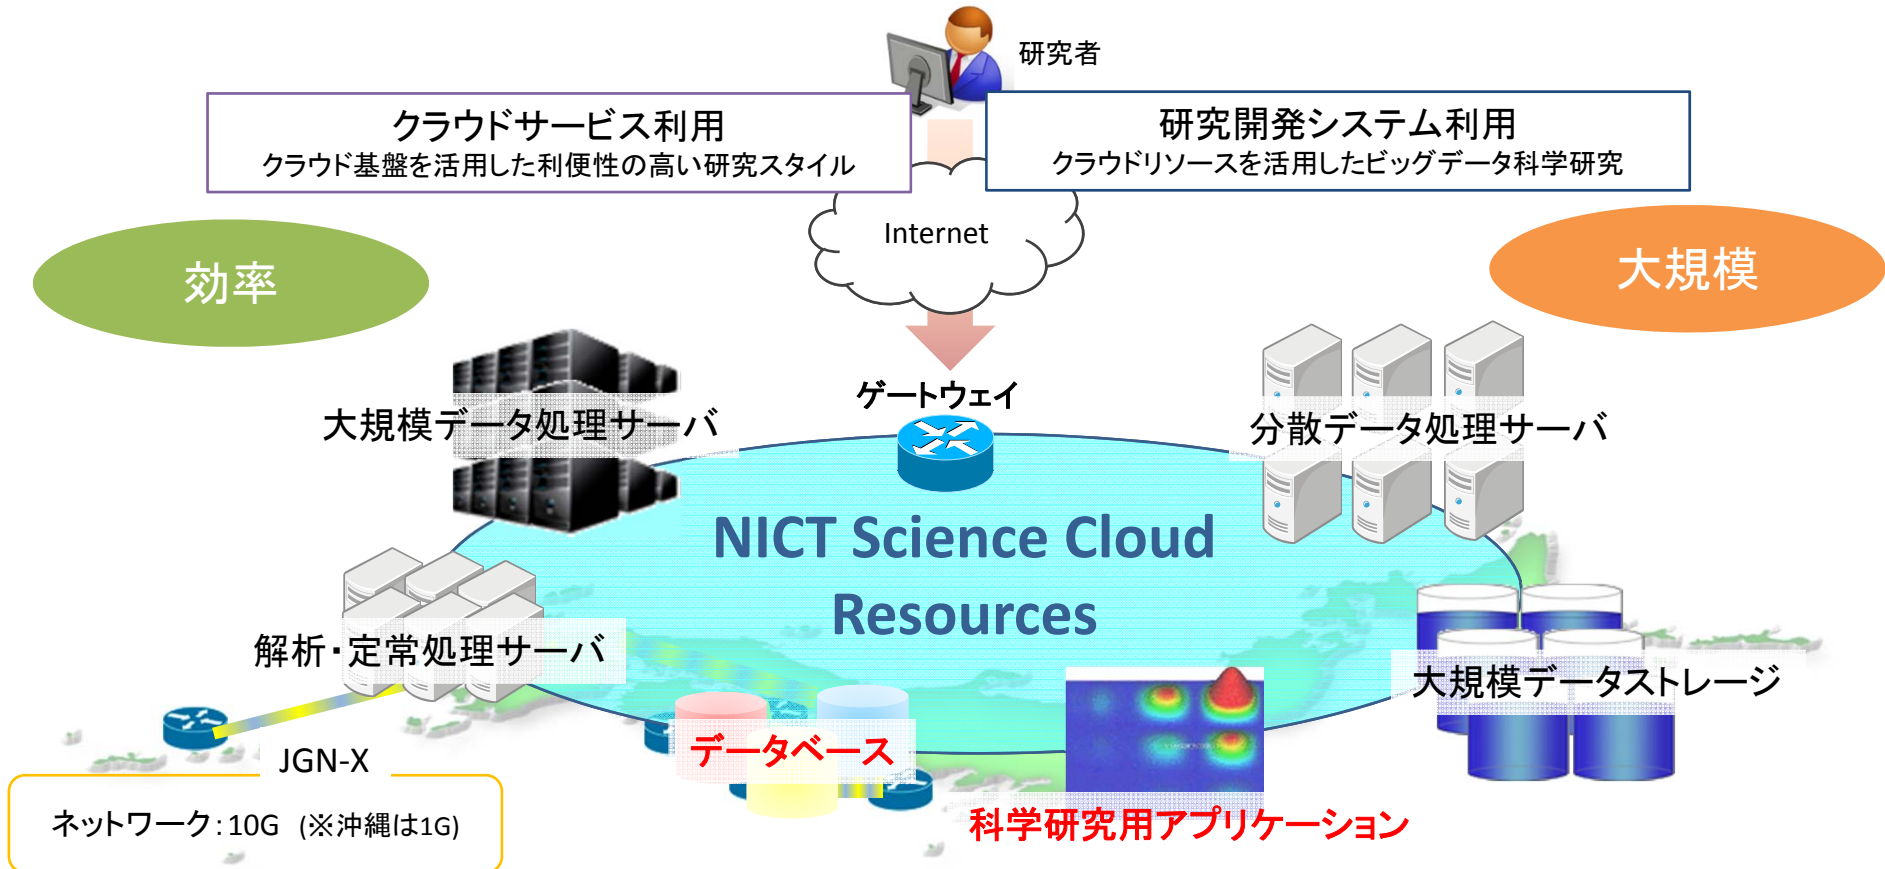 研究者
クラウドサービス利用
クラウド基盤を活用した利便性の高い研究スタイル
研究開発システム利用
クラウドリソースを活用したビッグデータ科学研究
Internet
効率
大規模
ゲートウェイ
大規模データ処理サーバ
分散データ処理サーバ
NICT Science Cloud
Resources
解析・定常処理サーバ
大規模データストレージ
データベース
JGN-X
ネットワーク：10G (※沖縄は1G)
科学研究用アプリケーション